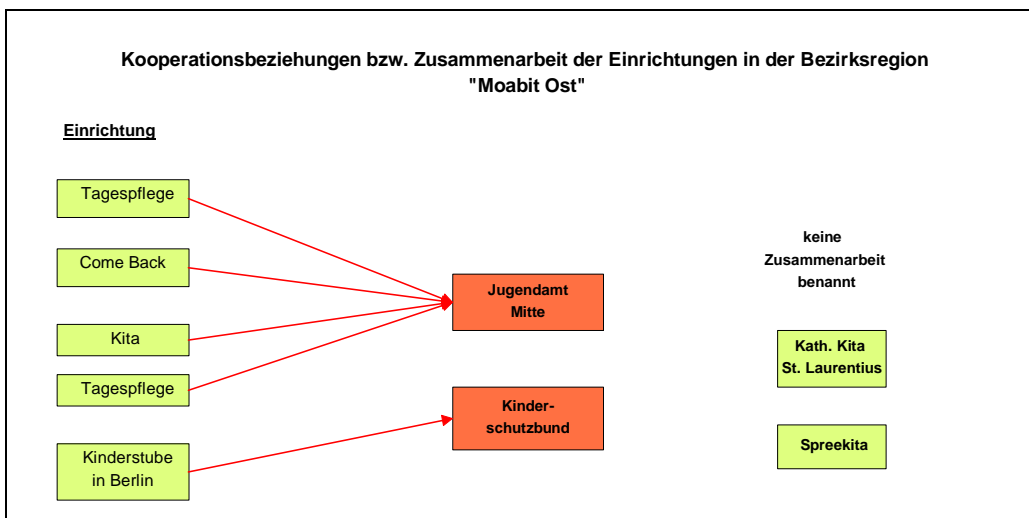 Kooperationsbeziehungen bzw. Zusammenarbeit der Einrichtungen in der Bezirksregion
"Moabit Ost"
Einrichtung
Tagespflege
Come Back
Kita
Tagespflege
Kinderstube
in Berlin
Jugendamt
Mitte
Kinder-
schutzbund
keine
Zusammenarbeit
benannt
Kath. Kita
St. Laurentius
Spreekita